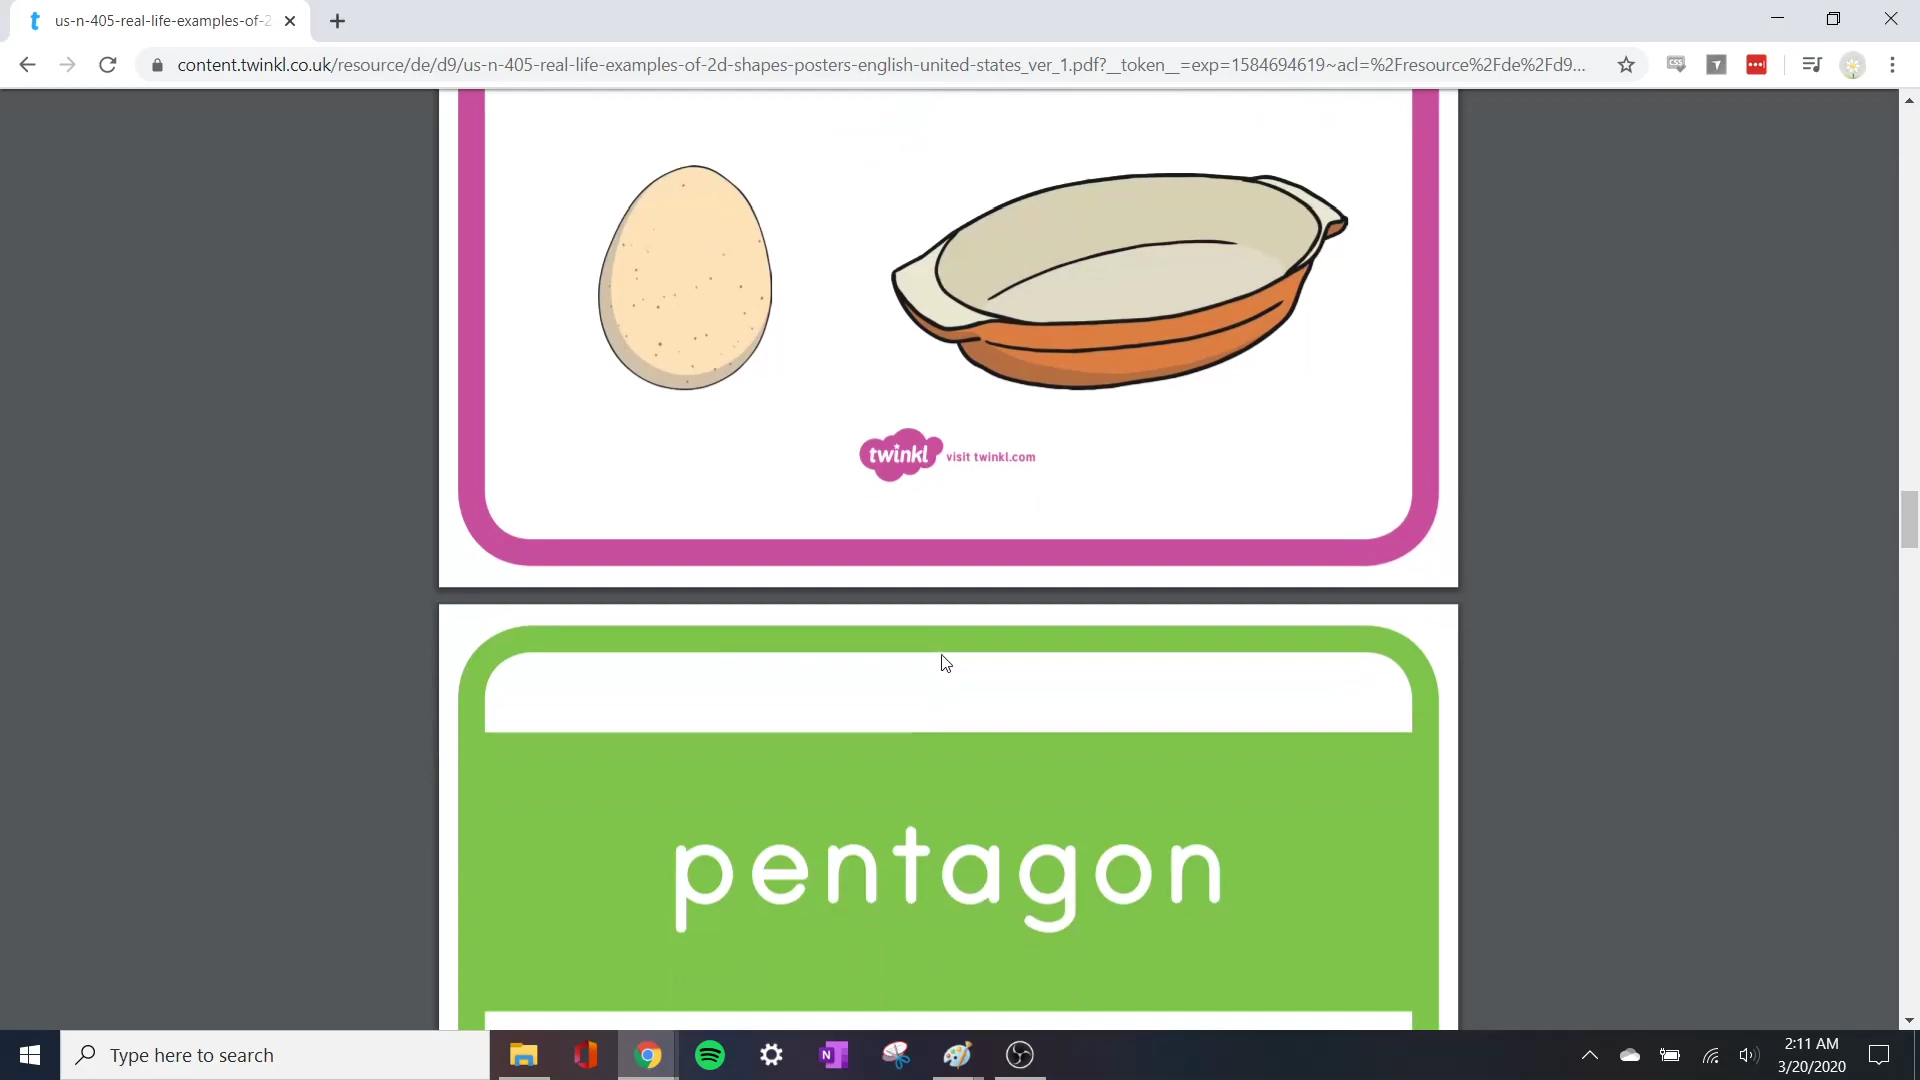 us-n-405-real-life-examples-of-2
content.twinkl.co.uk/resource/de/d9/us-n-405-real-life-examples-of-2d-shapes-posters-english-united-states_ver_1.pdf?__token__=exp=1584694619~acl=%2Fresource%2Fde%2Fd9...
CSS
twinkl visit twinkl.com
pentagon
Type here to search
N
2:11 AM
3/20/2020